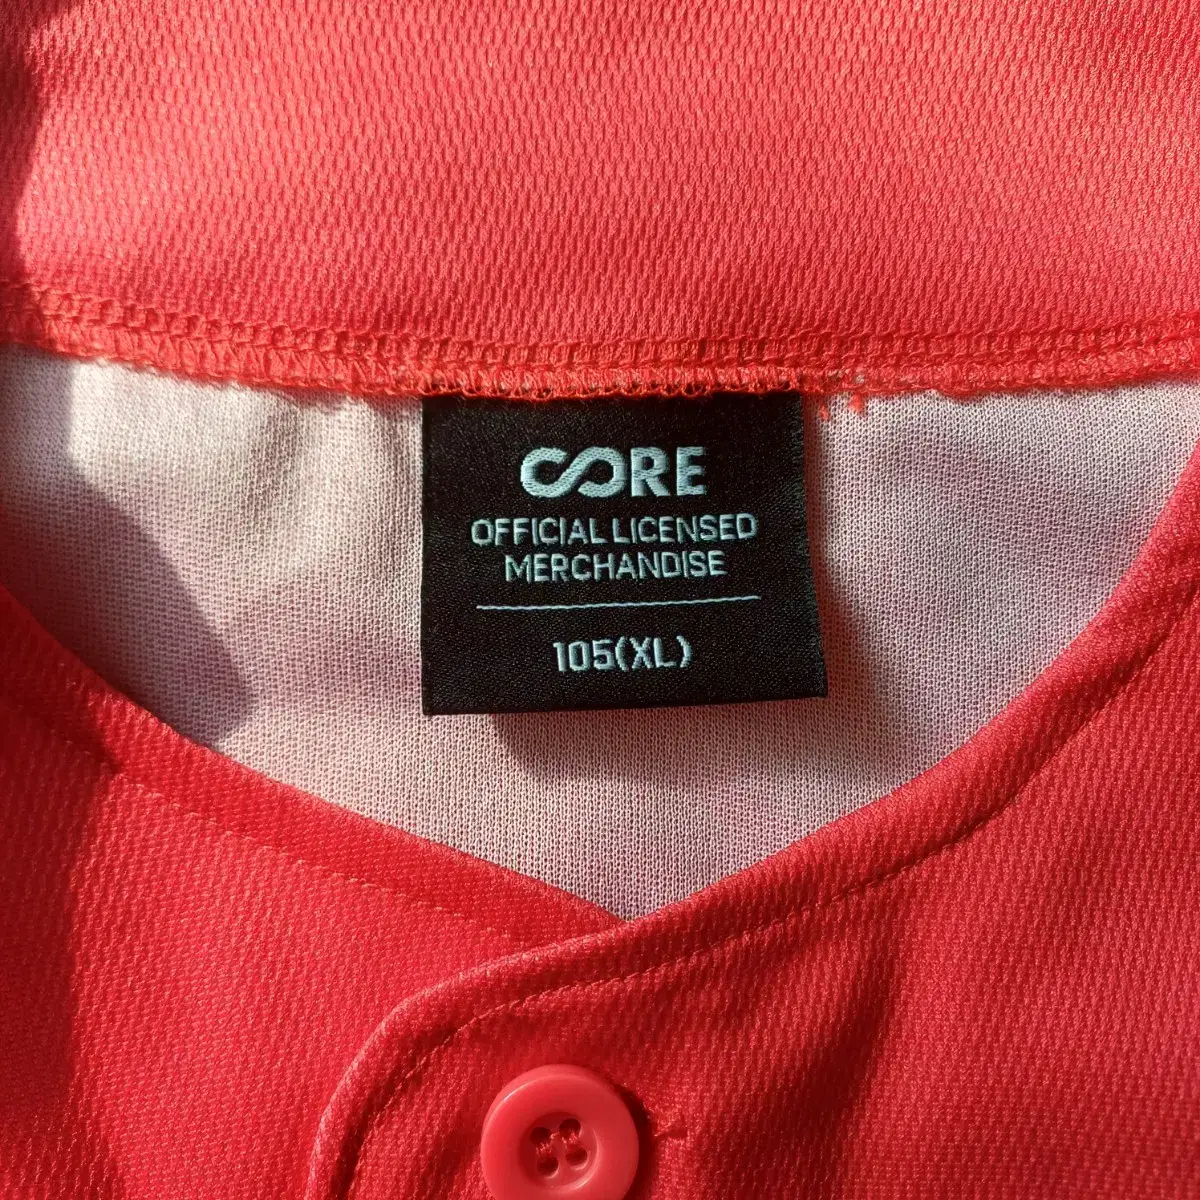 CORE
OFFICIAL LICENSED
MERCHANDISE
105(XL)